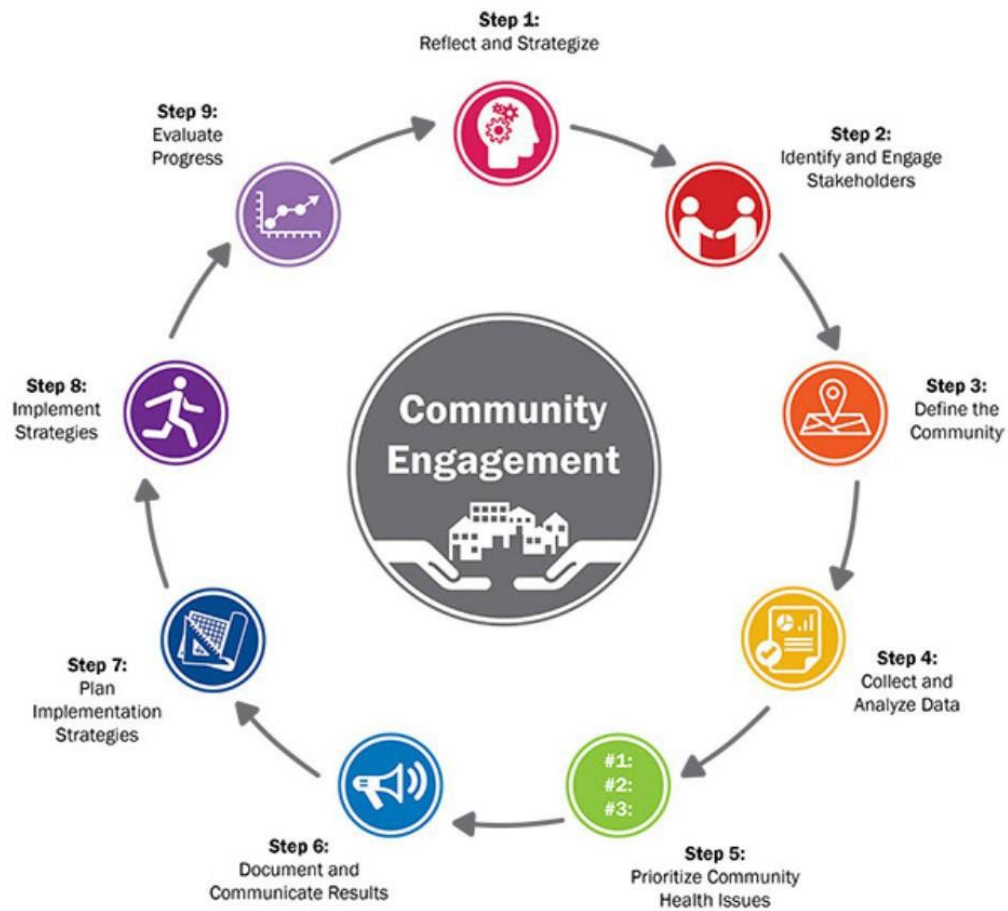 Step 1:
Reflect and Strategize
Step 2:
Identify and Engage
Stakeholders
Step 3:
Define the
Community
Step 4:
Collect and
Analyze Data
Step 5:
Prioritize Community
Health Issues
#1:
#2:
#3:
Step 6:
Document and
Communicate Results
Step 7:
Plan
Implementation
Strategies
Step 8:
Implement
Strategies
Step 9:
Evaluate
Progress
Community
Engagement